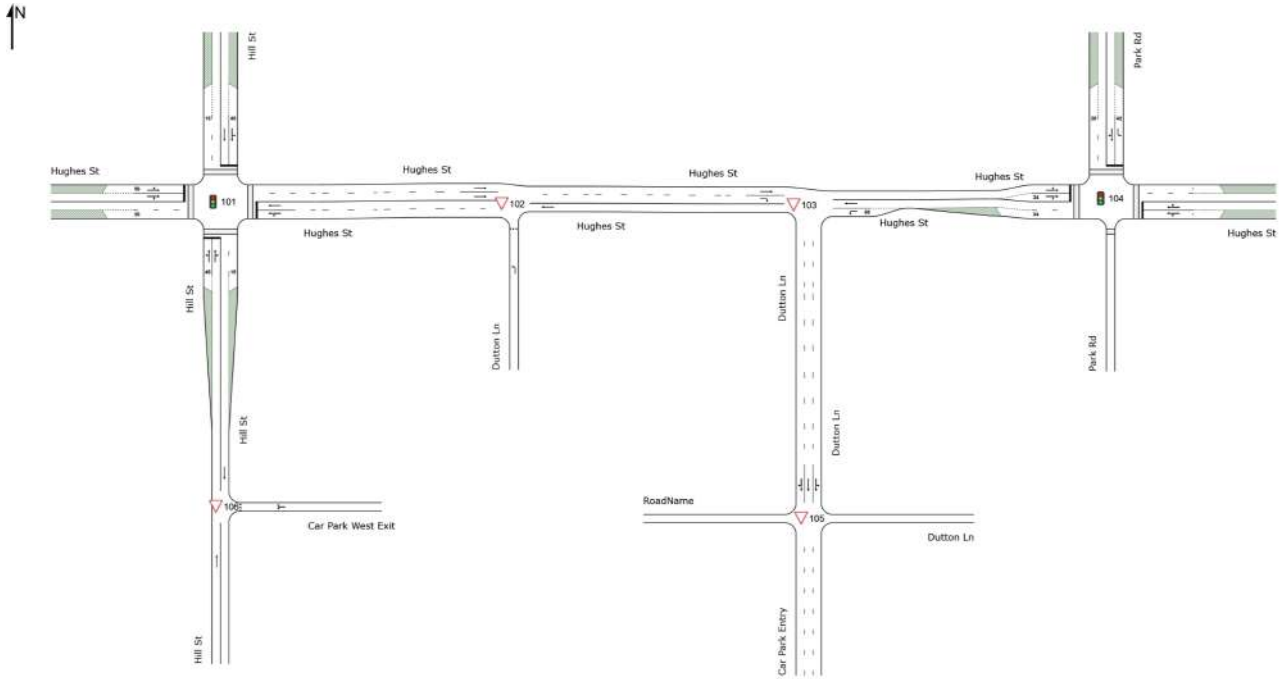 N
Hill St
Park Rd
Hughes St
Hughes St
Hughes St
Hughes St
101
102
103
104
Hughes St
Hughes St
Hughes St
Hughes St
Hill St
Dutton Ln
Dutton Ln
Park Rd
Hill St
Dutton Ln
RoadName
106
105
Car Park West Exit
Dutton Ln
Hill St
Car Park Entry